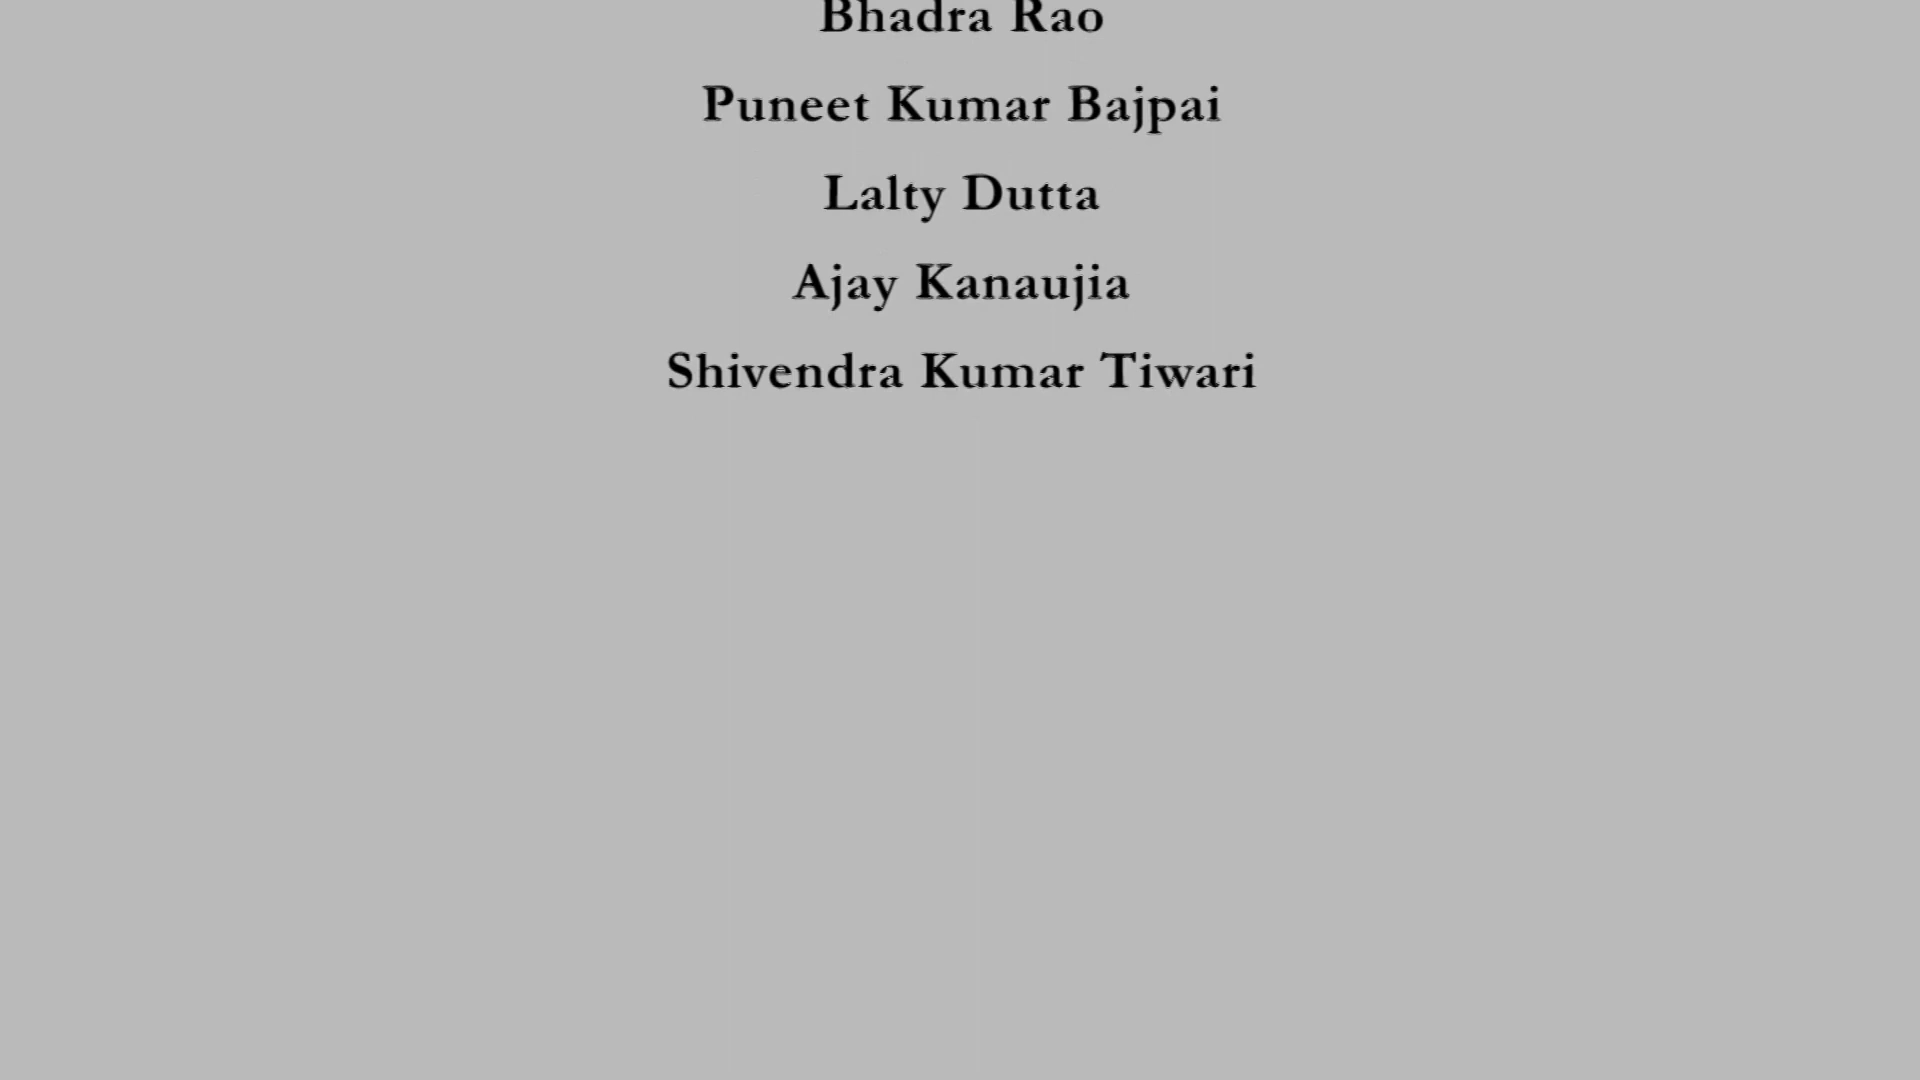 Bhadra Rao
Puneet Kumar Bajpai
Lalty Dutta
Ajay Kanaujia
Shivendra Kumar Tiwari